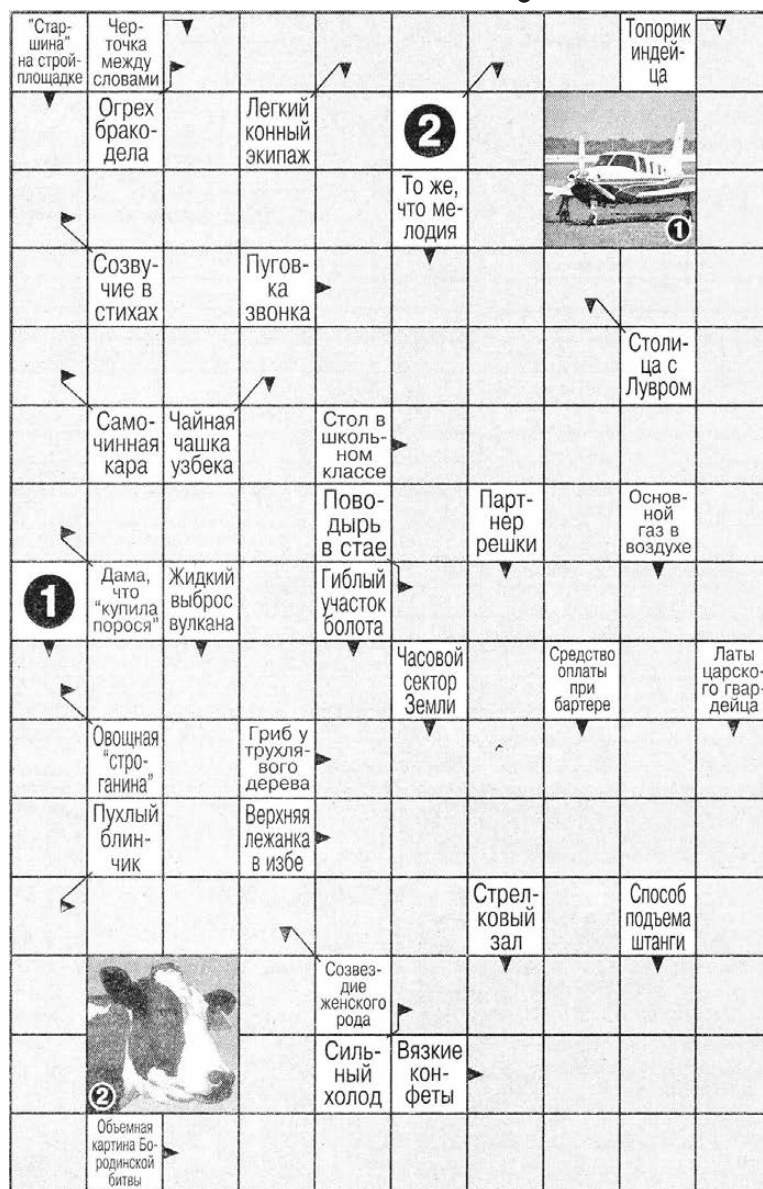 "Стар-
шина"
на строй-
площадке
Чер-
точка
между
словами
Топорик
индей-
ца
Огрех
брако-
дела
Легкий
конный
экипаж
2
То же,
что ме-
лодия
1
Созву-
чие в
стихах
Пугов-
ка
звонка
Столи-
ца с
Лувром
Само-
чинная
кара
Чайная
чашка
узбека
Стол в
школь-
ном
классе
Пово-
дырь
в стае
Парт-
нер
решки
Основ-
ной
газ в
воздухе
1
Дама,
что
"купила
порося"
Жидкий
выброс
вулкана
Гиблый
участок
болота
Часовой
сектор
Земли
Средство
оплаты
при
бартере
Латы
царско-
го гвар-
дейца
Овощная
"стро-
ганина"
Гриб у
трухля-
вого
дерева
Пухлый
блин-
чик
Верхняя
лежанка
в избе
Стрел-
ковый
зал
Способ
подъема
штанги
Созвез-
дие
женского
рода
2
Силь-
ный
холод
Вязкие
кон-
феты
Объемная
картина Бо-
родинской
битвы